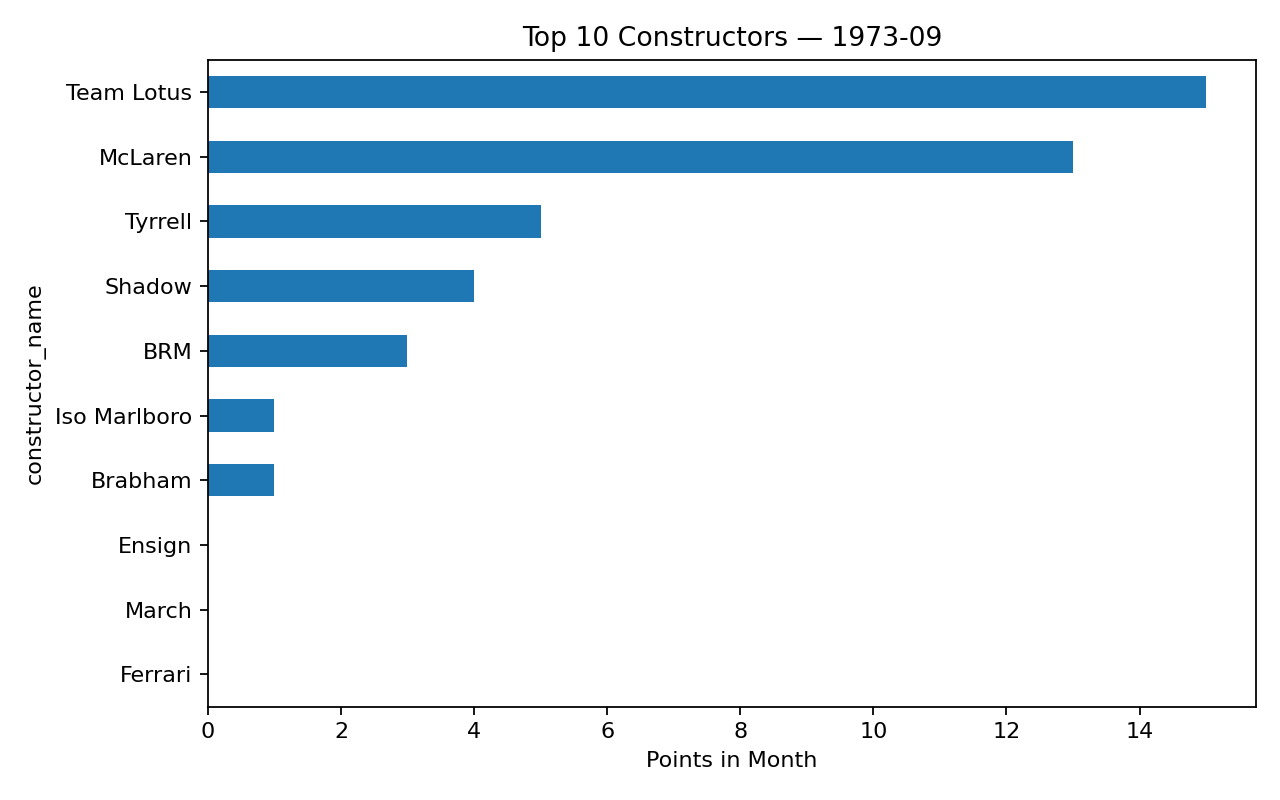 Top 10 Constructors — 1973-09
constructor_name
Team Lotus
McLaren
Tyrrell
Shadow
BRM
Iso Marlboro
Brabham
Ensign
March
Ferrari
0 2 4 6 8 10 12 14
Points in Month